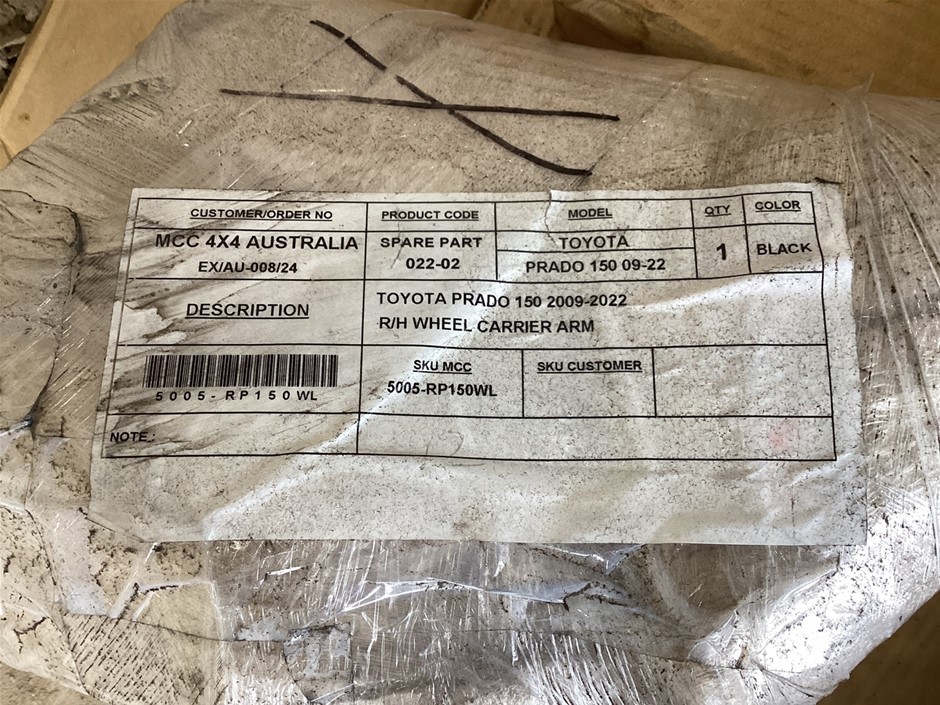 CUSTOMER/ORDER NO
PRODUCT CODE
MODEL
QTY
COLOR
MCC 4X4 AUSTRALIA
EX/AU-008/24
SPARE PART
022-02
TOYOTA
PRADO 150 09-22
1
BLACK
DESCRIPTION
TOYOTA PRADO 150 2009-2022
R/H WHEEL CARRIER ARM
5005-RP150WL
SKU MCC
5005-RP150WL
SKU CUSTOMER
NOTE :